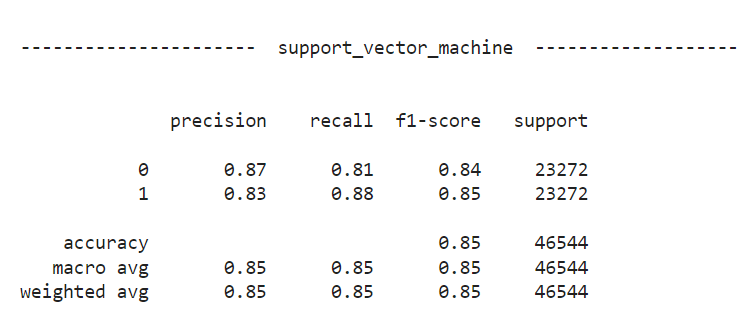 ----------------------  support_vector_machine  -------------------
precision    recall  f1-score   support
0       0.87      0.81      0.84     23272
1       0.83      0.88      0.85     23272
accuracy                           0.85     46544
macro avg       0.85      0.85      0.85     46544
weighted avg       0.85      0.85      0.85     46544